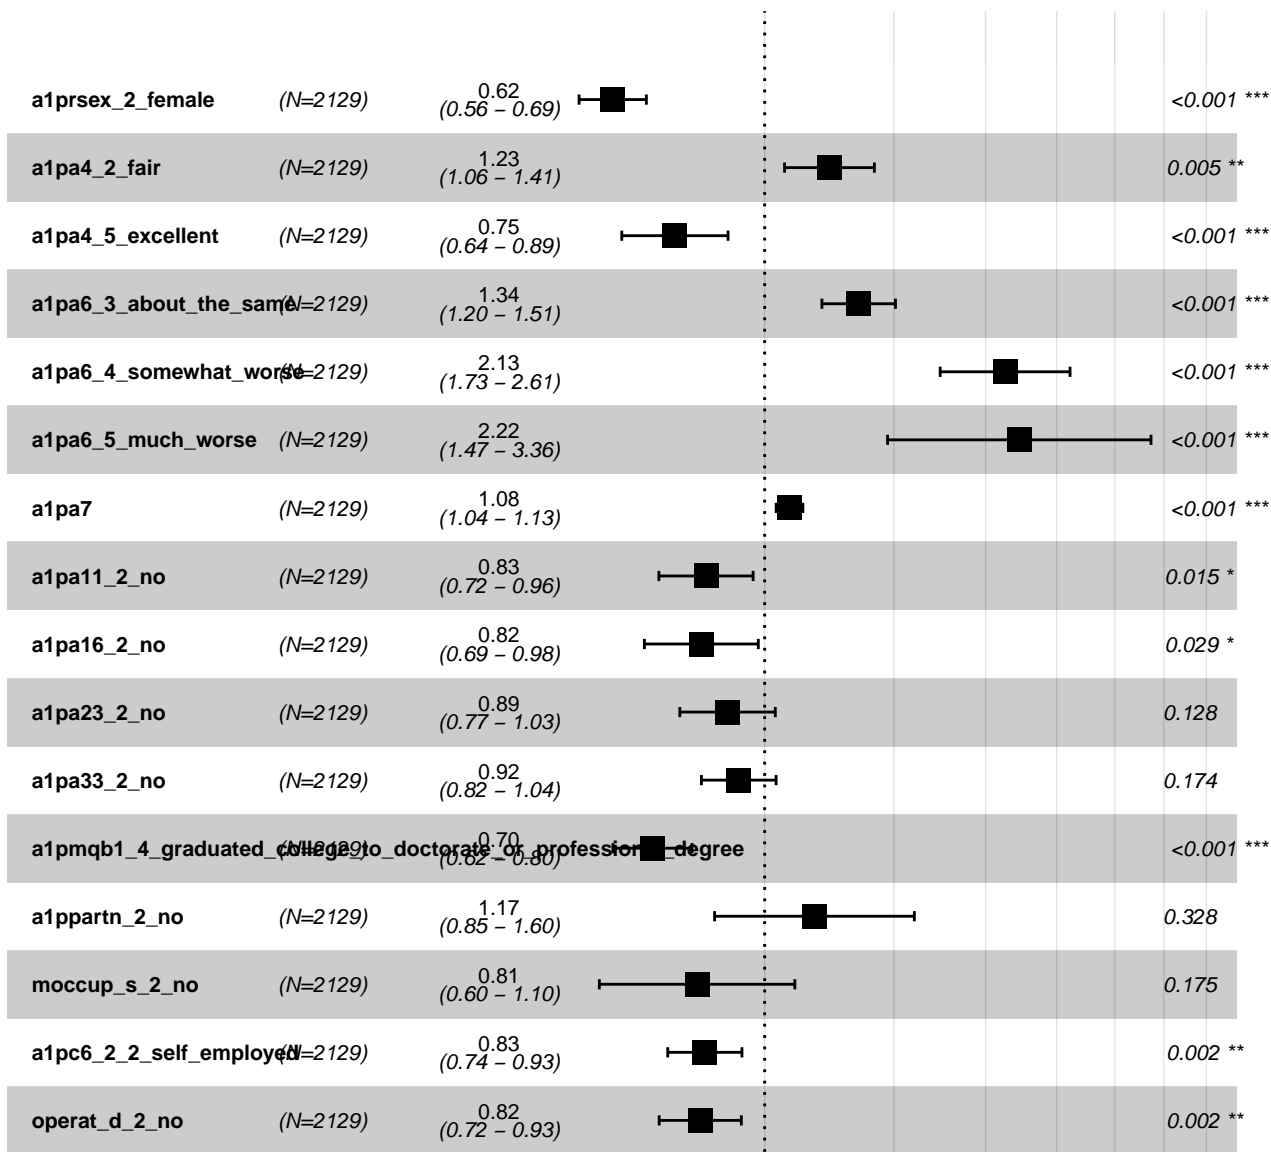 a1prsex_2_female (N=2129) 0.62 <0.001 ***
(0.56 – 0.69)
a1pa4_2_fair (N=2129) 1.23 0.005 **
(1.06 – 1.41)
a1pa4_5_excellent (N=2129) 0.75 <0.001 ***
(0.64 – 0.89)
a1pa6_3_about_the_same (N=2129) 1.34 <0.001 ***
(1.20 – 1.51)
a1pa6_4_somewhat_worse (N=2129) 2.13 <0.001 ***
(1.73 – 2.61)
a1pa6_5_much_worse (N=2129) 2.22 <0.001 ***
(1.47 – 3.36)
a1pa7 (N=2129) 1.08 <0.001 ***
(1.04 – 1.13)
a1pa11_2_no (N=2129) 0.83 0.015 *
(0.72 – 0.96)
a1pa16_2_no (N=2129) 0.82 0.029 *
(0.69 – 0.98)
a1pa23_2_no (N=2129) 0.89 0.128
(0.77 – 1.03)
a1pa33_2_no (N=2129) 0.92 0.174
(0.82 – 1.04)
a1pmqb1_4_graduated_college_to_doctorate_or_professional_degree (N=2129) 0.70 <0.001 ***
(0.62 – 0.80)
a1ppartn_2_no (N=2129) 1.17 0.328
(0.85 – 1.60)
moccup_s_2_no (N=2129) 0.81 0.175
(0.60 – 1.10)
a1pc6_2_2_self_employed (N=2129) 0.83 0.002 **
(0.74 – 0.93)
operat_d_2_no (N=2129) 0.82 0.002 **
(0.72 – 0.93)